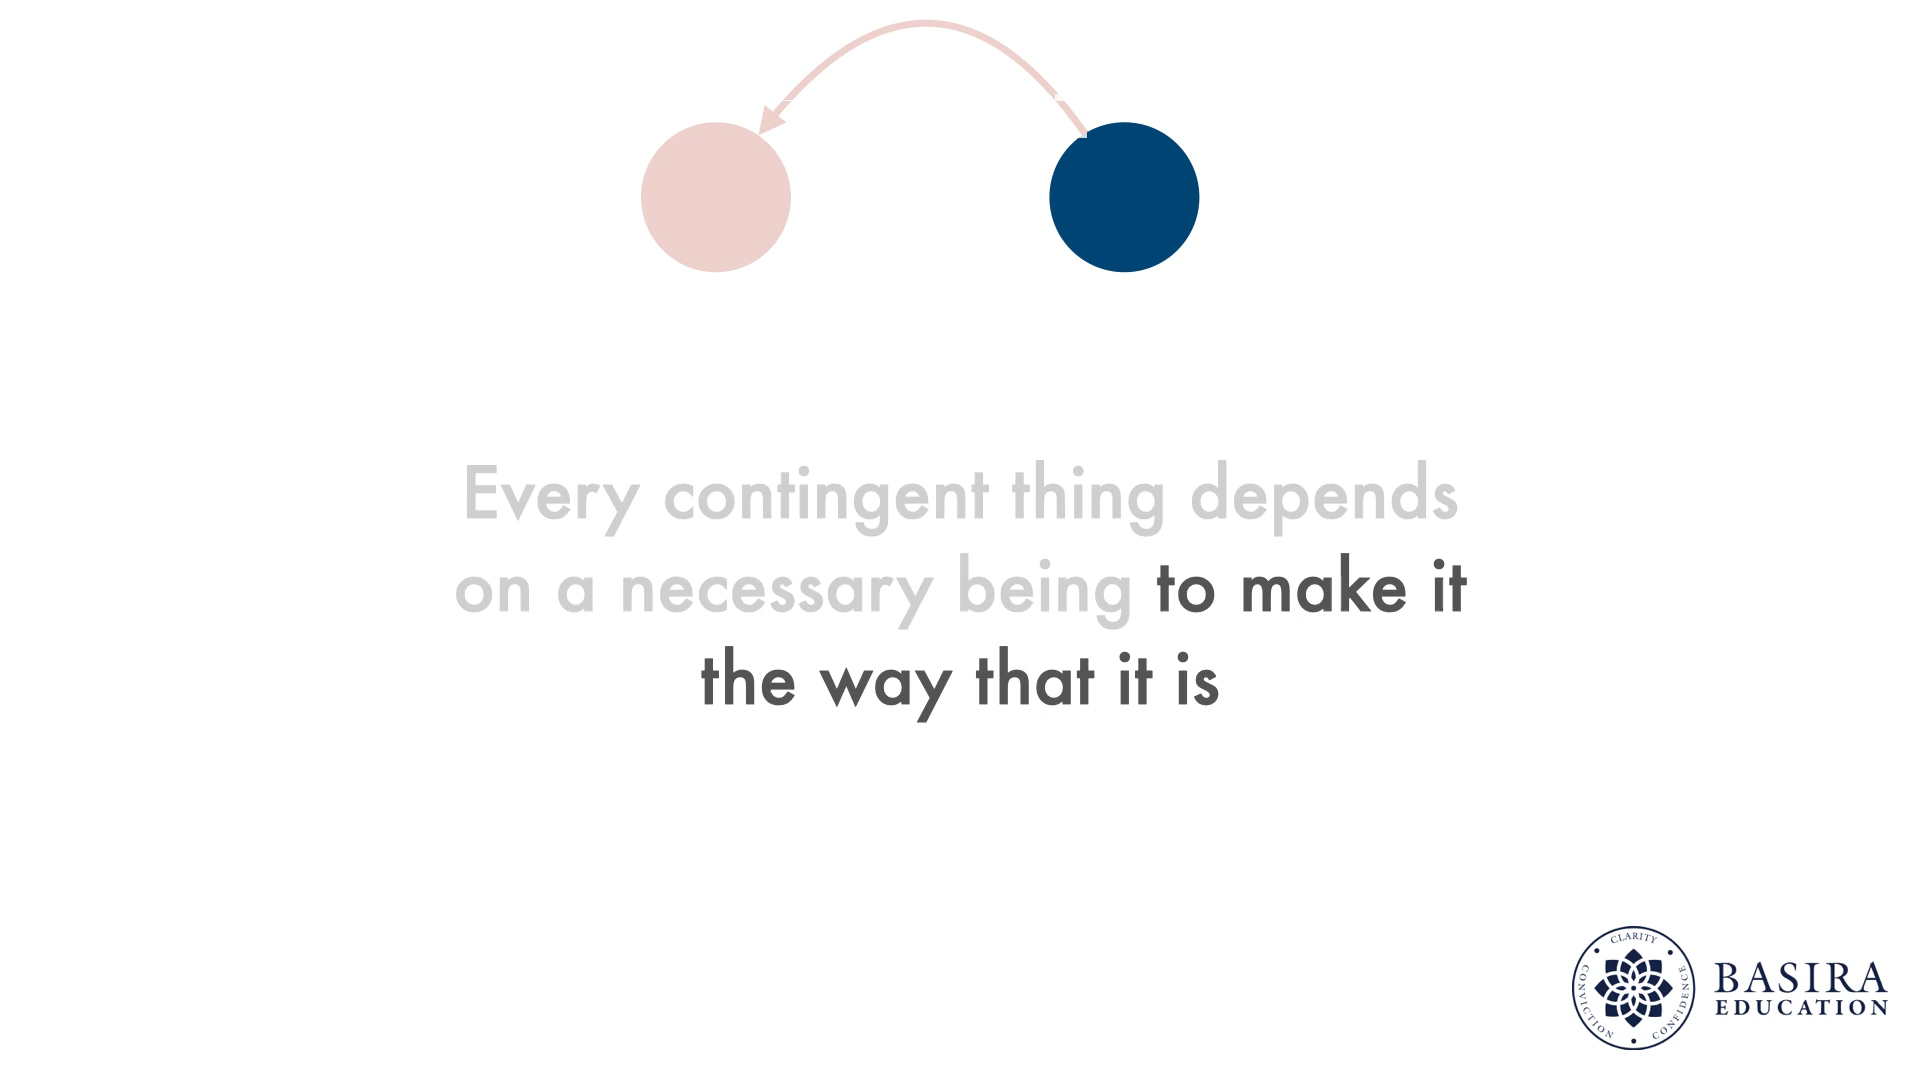 Every contingent thing depends
on a necessary being to make it
the way that it is
CLARITY
CONVICTION
CONFIDENCE
BASIRA
EDUCATION